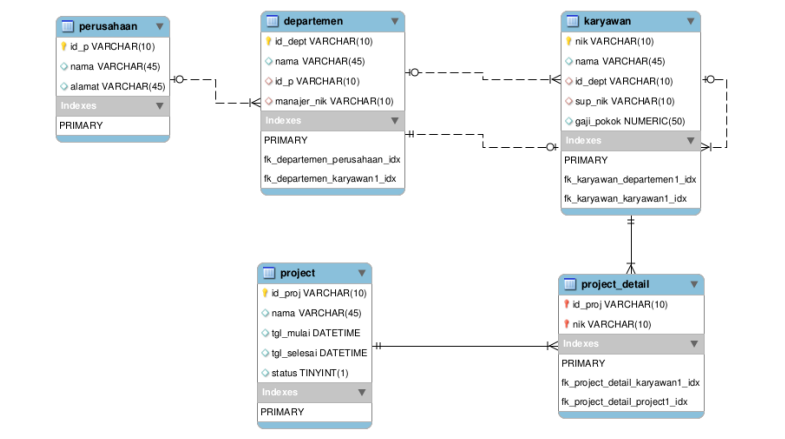 perusahaan
id_p VARCHAR(10)
nama VARCHAR(45)
alamat VARCHAR(45)
Indexes
PRIMARY
departemen
id_dept VARCHAR(10)
nama VARCHAR(45)
id_p VARCHAR(10)
manajer_nik VARCHAR(10)
Indexes
PRIMARY
fk_departemen_perusahaan_idx
fk_departemen_karyawan1_idx
karyawan
nik VARCHAR(10)
nama VARCHAR(45)
id_dept VARCHAR(10)
sup_nik VARCHAR(10)
gaji_pokok NUMERIC(50)
Indexes
PRIMARY
fk_karyawan_departemen1_idx
fk_karyawan_karyawan1_idx
project
id_proj VARCHAR(10)
nama VARCHAR(45)
tgl_mulai DATETIME
tgl_selesai DATETIME
status TINYINT(1)
Indexes
PRIMARY
project_detail
id_proj VARCHAR(10)
nik VARCHAR(10)
Indexes
PRIMARY
fk_project_detail_karyawan1_idx
fk_project_detail_project1_idx